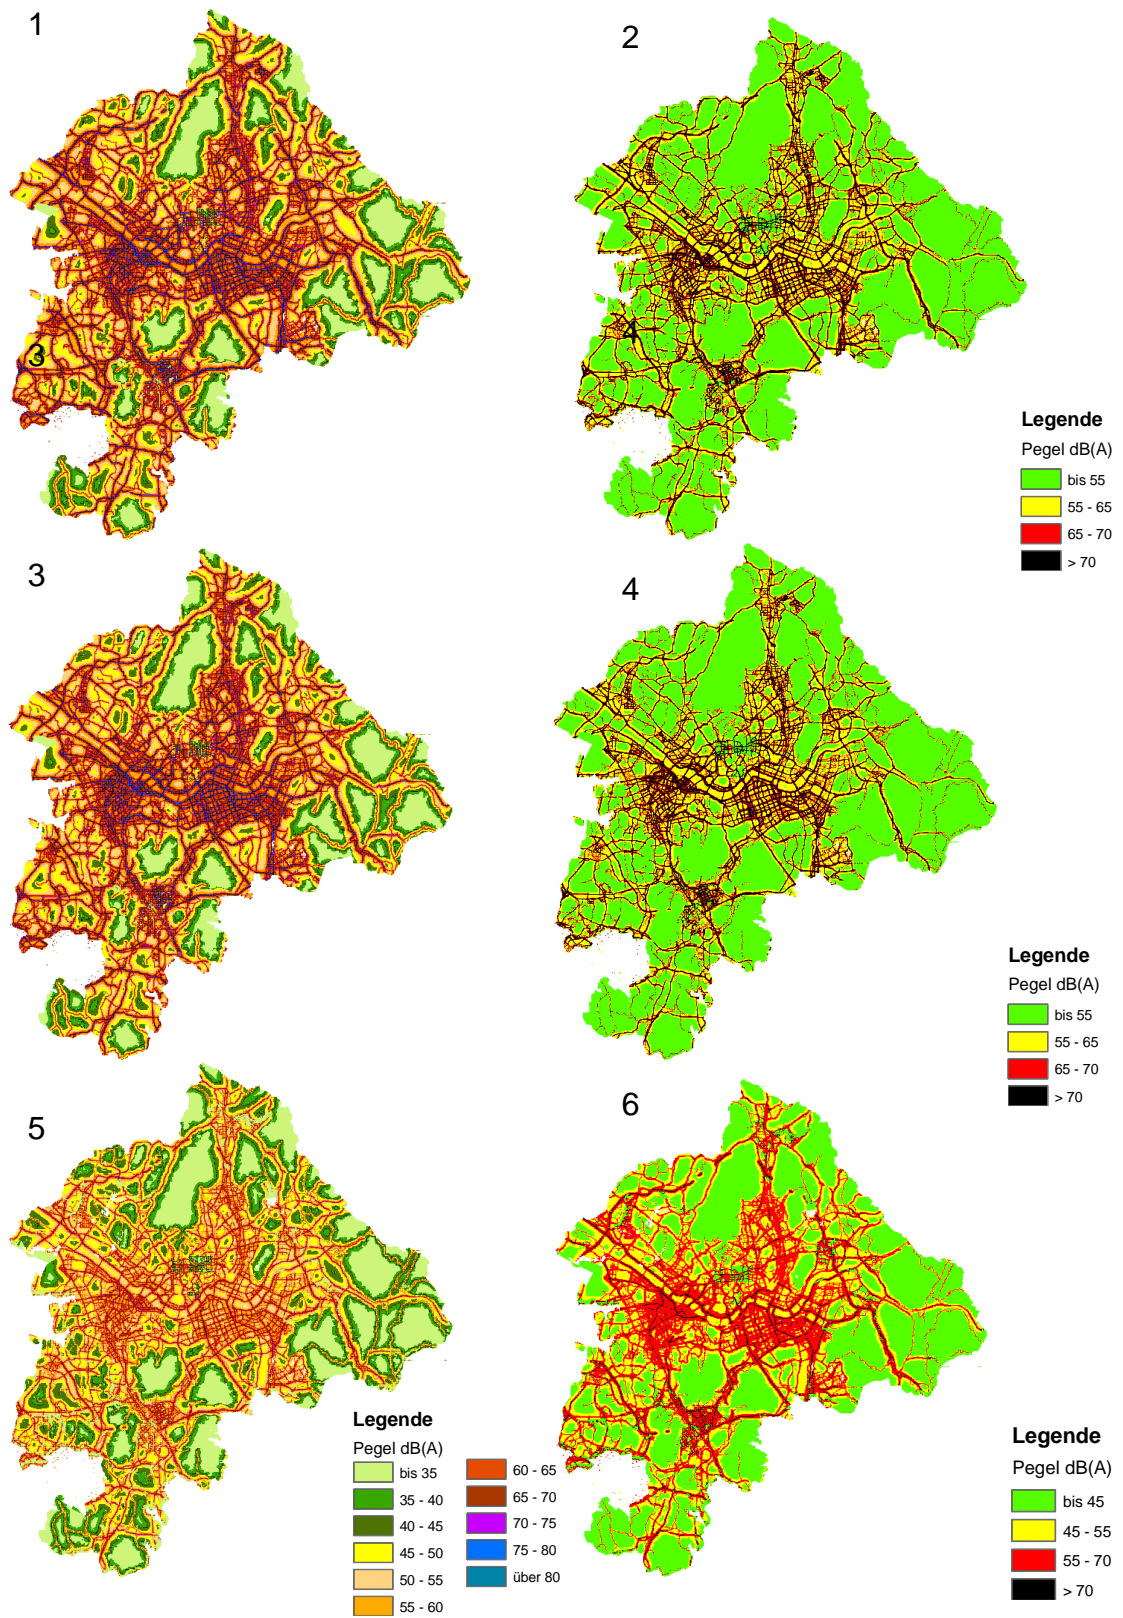 1
2
3
4
Legende
Pegel dB(A)
bis 55
55 - 65
65 - 70
> 70
3
4
Legende
Pegel dB(A)
bis 55
55 - 65
65 - 70
> 70
5
6
Legende
Pegel dB(A)
bis 35
35 - 40
40 - 45
45 - 50
50 - 55
55 - 60
60 - 65
65 - 70
70 - 75
75 - 80
über 80
Legende
Pegel dB(A)
bis 45
45 - 55
55 - 70
> 70